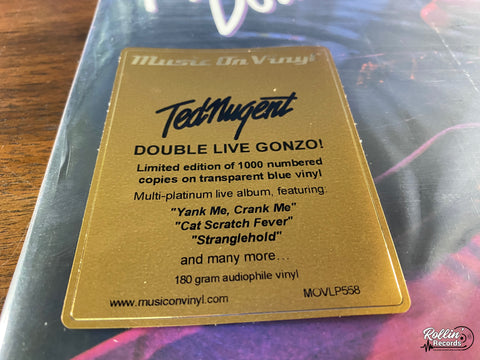 Music On Vinyl
Ted Nugent
DOUBLE LIVE GONZO!
Limited edition of 1000 numbered
copies on transparent blue vinyl
Multi-platinum live album, featuring:
"Yank Me, Crank Me"
"Cat Scratch Fever"
"Stranglehold"
and many more...
180 gram audiophile vinyl
www.musiconvinyl.com MOVLP558
Rollin'
Records